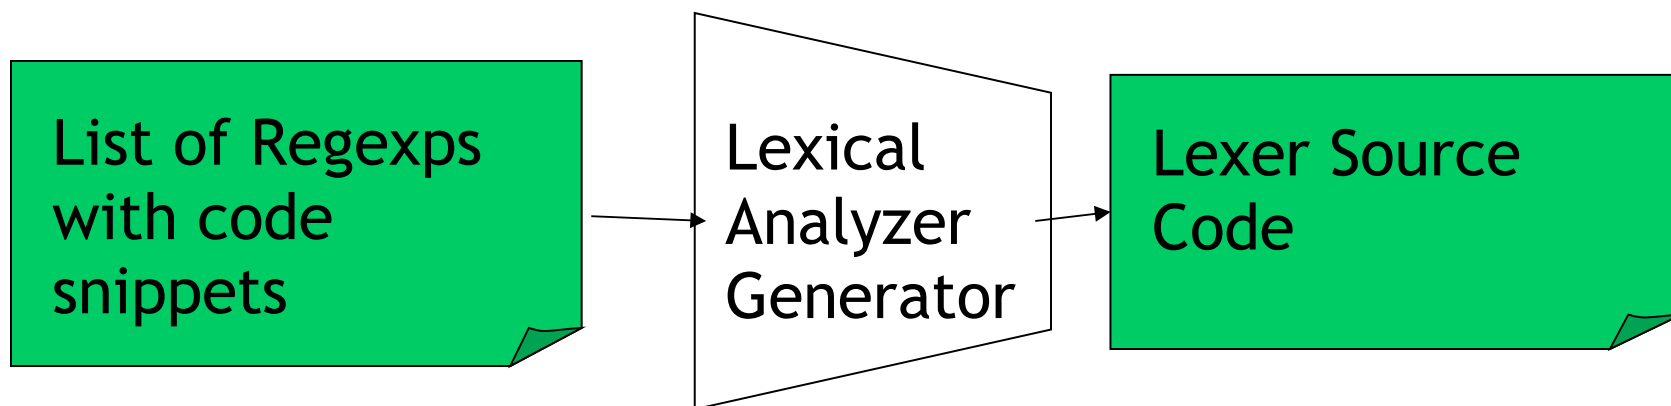 List of Regexps
with code
snippets
Lexical
Analyzer
Generator
Lexer Source
Code